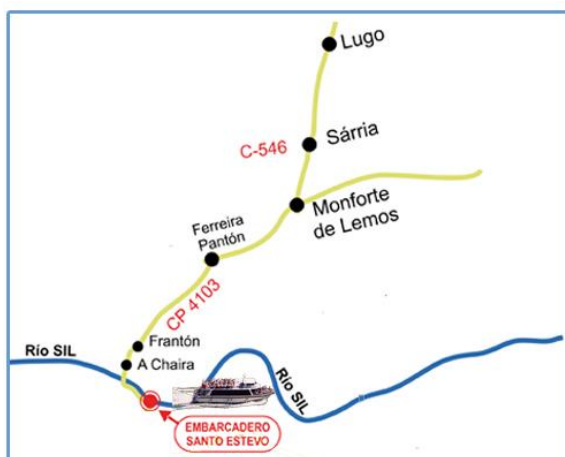 Lugo
Sárria
C-546
Monforte
de Lemos
Ferreira
Pantón
CP 4103
Frantón
A Chaira
Río SIL
Río SIL
EMBARCADERO
SANTO ESTEVO